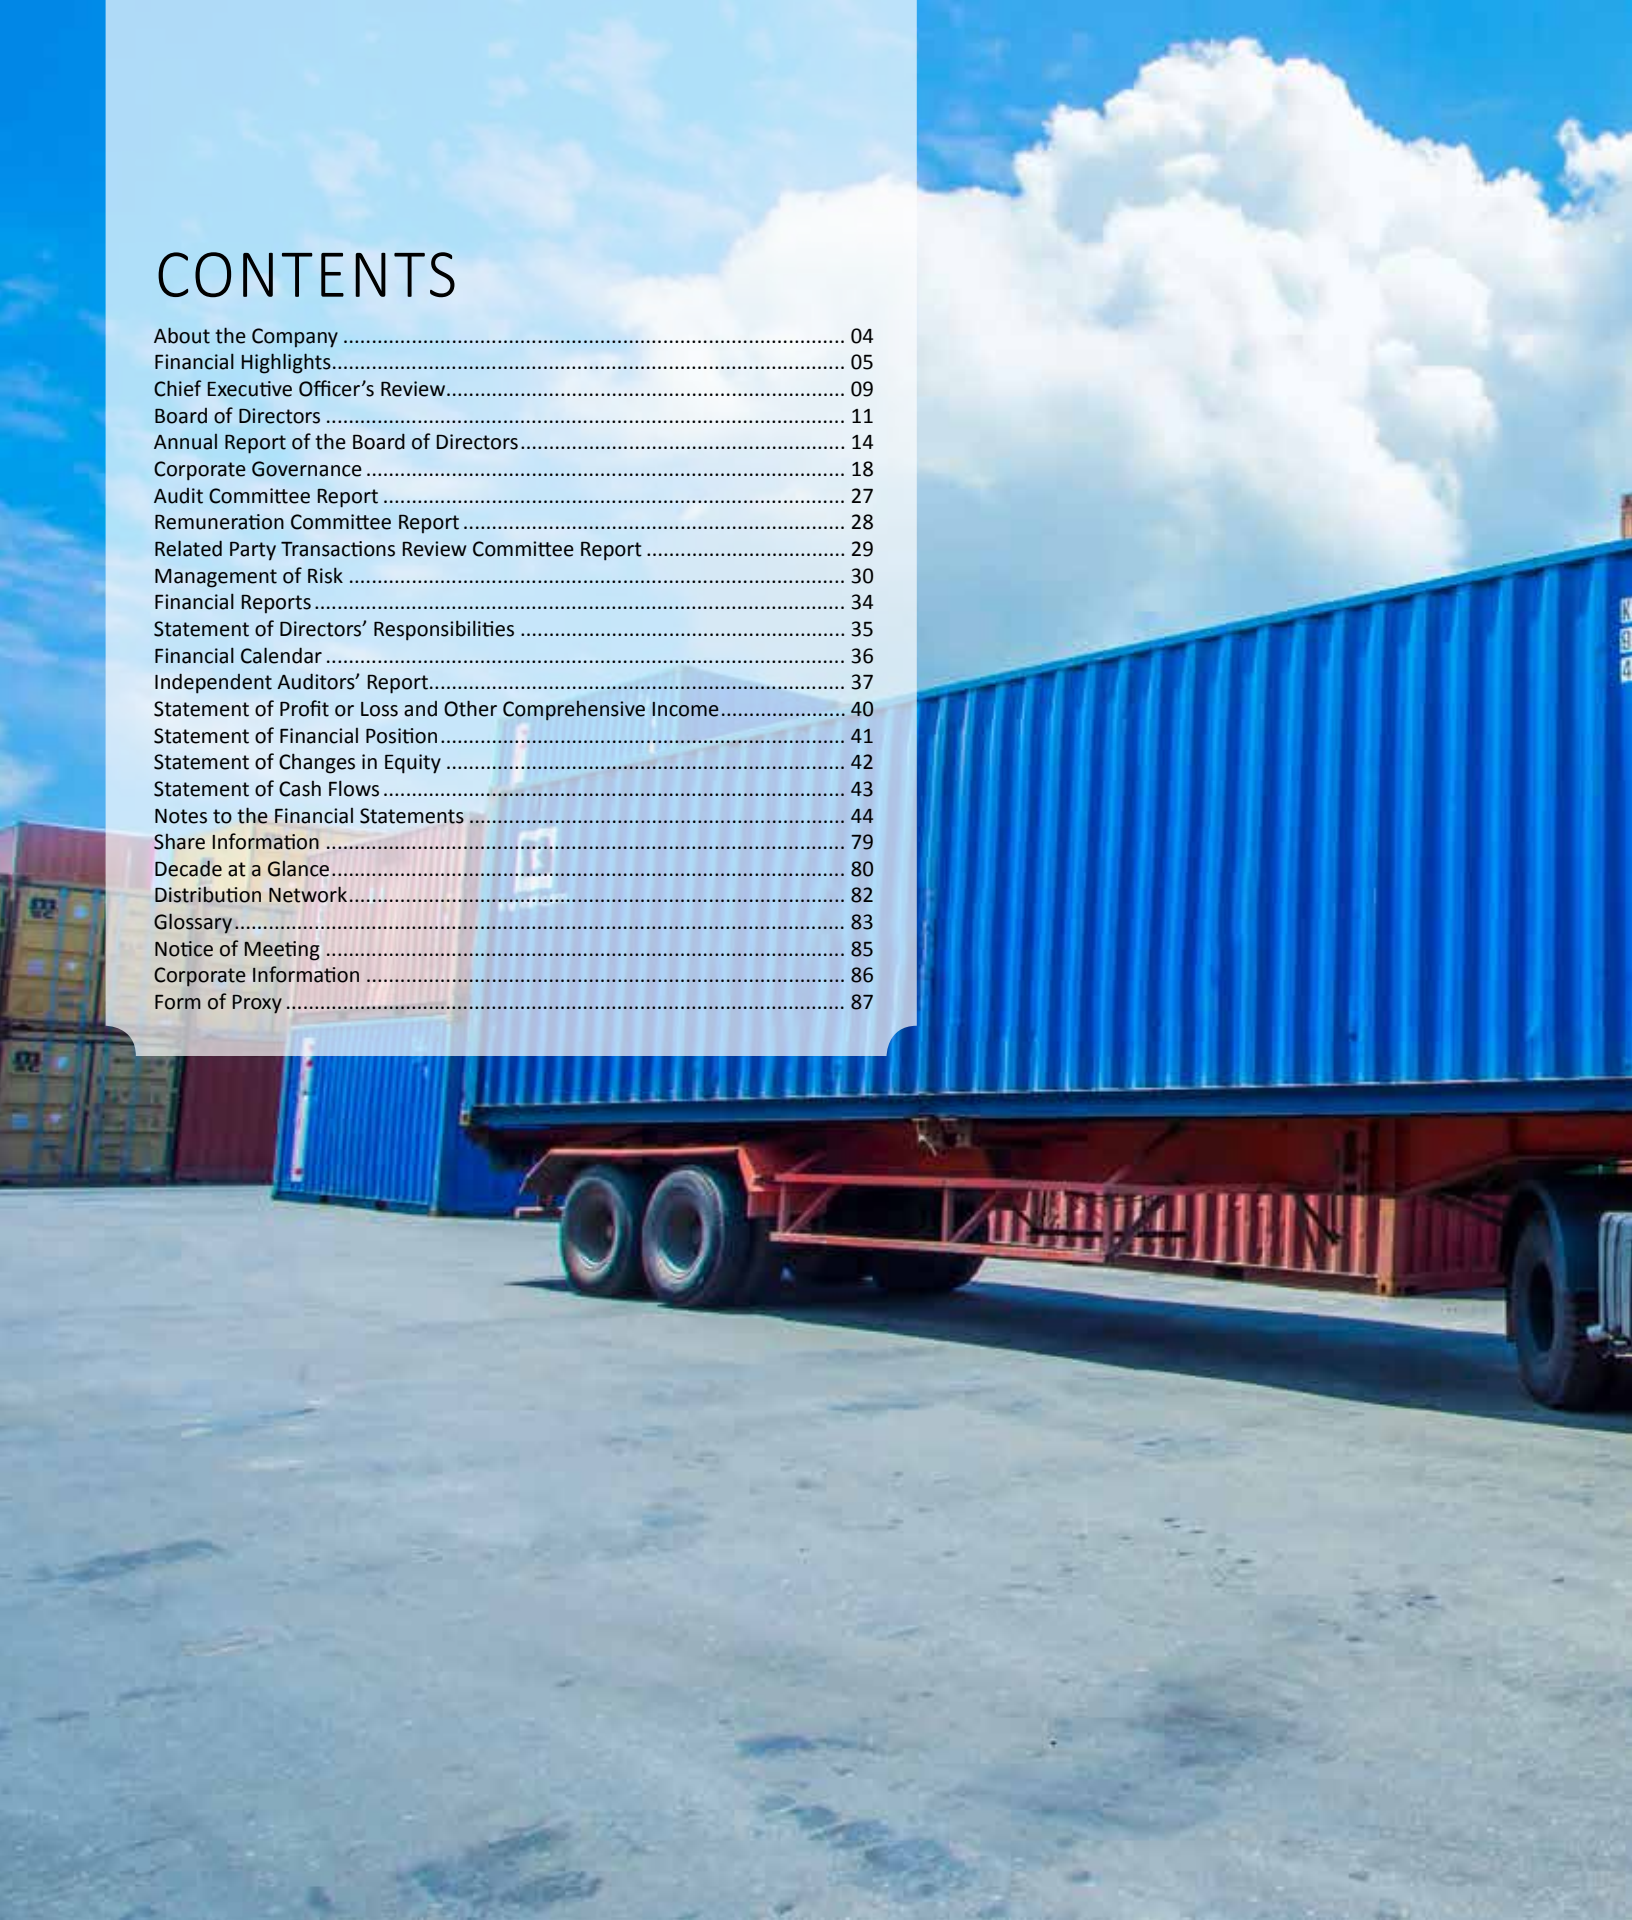 CONTENTS
About the Company ........................................................................................ 04
Financial Highlights.......................................................................................... 05
Chief Executive Officer’s Review...................................................................... 09
Board of Directors ........................................................................................... 11
Annual Report of the Board of Directors......................................................... 14
Corporate Governance .................................................................................... 18
Audit Committee Report ................................................................................. 27
Remuneration Committee Report ................................................................... 28
Related Party Transactions Review Committee Report ................................... 29
Management of Risk ....................................................................................... 30
Financial Reports ............................................................................................. 34
Statement of Directors’ Responsibilities ......................................................... 35
Financial Calendar ........................................................................................... 36
Independent Auditors’ Report......................................................................... 37
Statement of Profit or Loss and Other Comprehensive Income...................... 40
Statement of Financial Position ....................................................................... 41
Statement of Changes in Equity ...................................................................... 42
Statement of Cash Flows ................................................................................. 43
Notes to the Financial Statements .................................................................. 44
Share Information ........................................................................................... 79
Decade at a Glance.......................................................................................... 80
Distribution Network....................................................................................... 82
Glossary ........................................................................................................... 83
Notice of Meeting ........................................................................................... 85
Corporate Information .................................................................................... 86
Form of Proxy .................................................................................................. 87
K
9
4